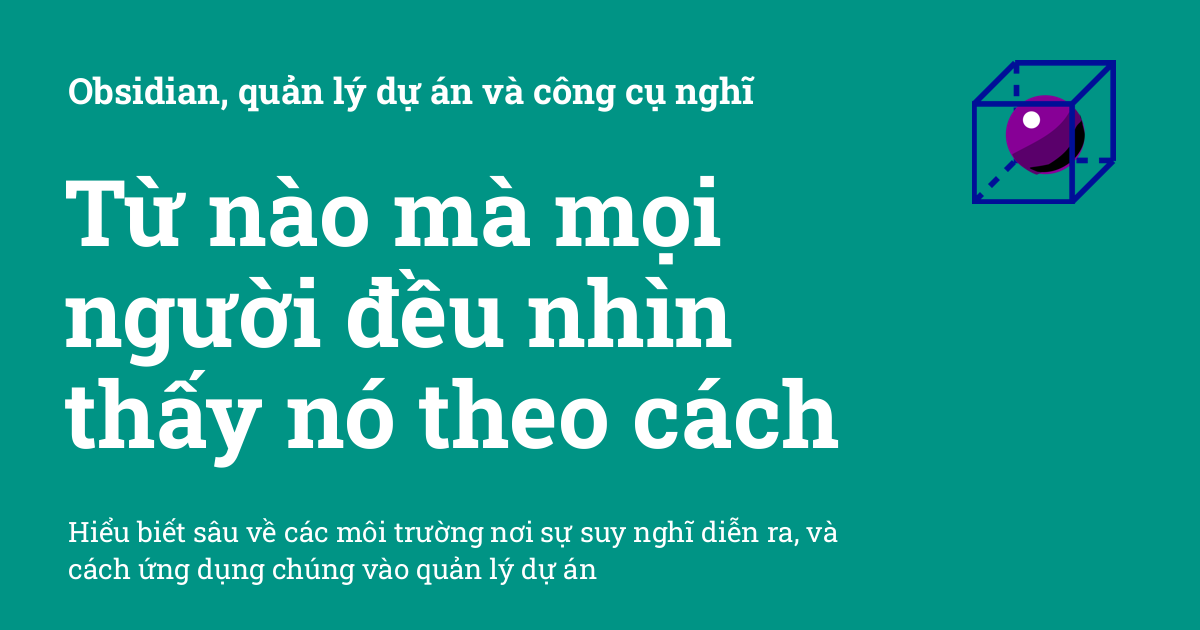 Obsidian, quản lý dự án và công cụ nghĩ
Từ nào mà mọi
người đều nhìn
thấy nó theo cách
Hiểu biết sâu về các môi trường nơi sự suy nghĩ diễn ra, và
cách ứng dụng chúng vào quản lý dự án